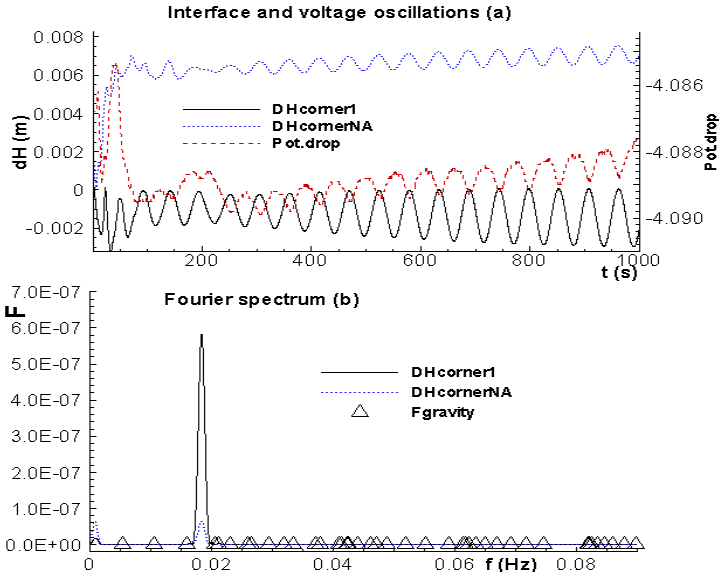 Interface and voltage oscillations (a)
0.008
0.006
0.004
0.002
0
-0.002
dH (m)
DHcorner1
DHcornerNA
Pot.drop
-4.086
-4.088
-4.090
Pot.drop
200
400
600
800
1000
t (s)
Fourier spectrum (b)
F
7.0E-07
6.0E-07
5.0E-07
4.0E-07
3.0E-07
2.0E-07
1.0E-07
0.0E+00
DHcorner1
DHcornerNA
Fgravity
0
0.02
0.04
0.06
0.08
f (Hz)